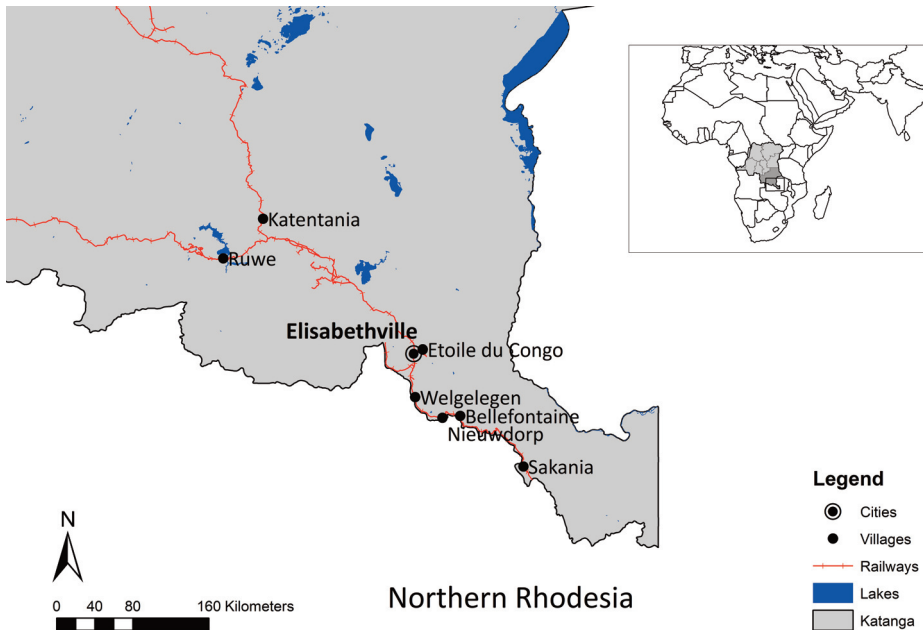 Katentania
Ruwe
Elisabethville
Etoile du Congo
Welgelegen
Bellefontaine
Nieuwdorp
Sakania
Legend
Cities
Villages
Railways
Lakes
Katanga
N
0 40 80 160 Kilometers
Northern Rhodesia